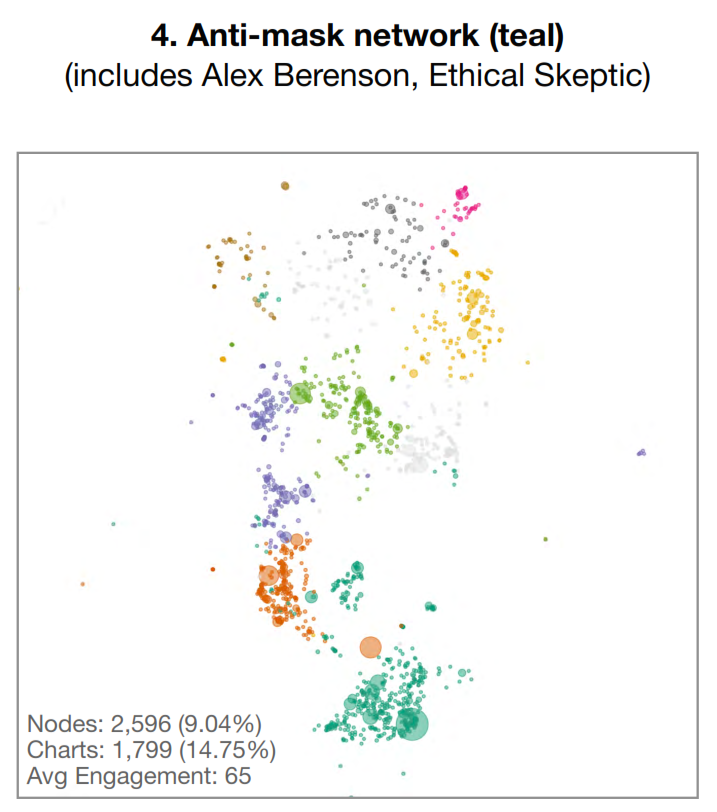 4. Anti-mask network (teal)
(includes Alex Berenson, Ethical Skeptic)
Nodes: 2,596 (9.04%)
Charts: 1,799 (14.75%)
Avg Engagement: 65